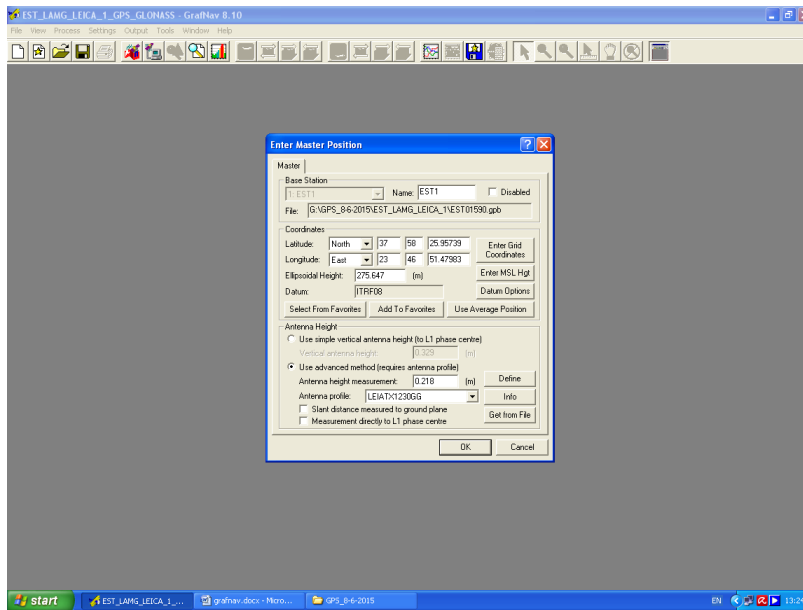 EST_LAMG_LEICA_1_GPS_GLONASS - GrafNav 8.10
File View Process Settings Output Tools Window Help
Enter Master Position
Master
Base Station
1: EST1 Name: EST1 Disabled
File: G:\GPS_8-6-2015\EST_LAMG_LEICA_1\EST01590.gpb
Coordinates
Latitude: North 37 58 25.95739 Enter Grid Coordinates
Longitude: East 23 46 51.47983
Ellipsoidal Height: 275.647 (m) Enter MSL Hgt
Datum: ITRF08 Datum Options
Select From Favorites Add To Favorites Use Average Position
Antenna Height
Use simple vertical antenna height (to L1 phase centre)
Vertical antenna height: 0.329 (m)
Use advanced method (requires antenna profile)
Antenna height measurement: 0.218 (m) Define
Antenna profile: LEIATX1230GG Info
Slant distance measured to ground plane Get from File
Measurement directly to L1 phase centre
OK Cancel
start EST_LAMG_LEICA_1_... grafnav.docx - Micro... GPS_8-6-2015 EN 13:24